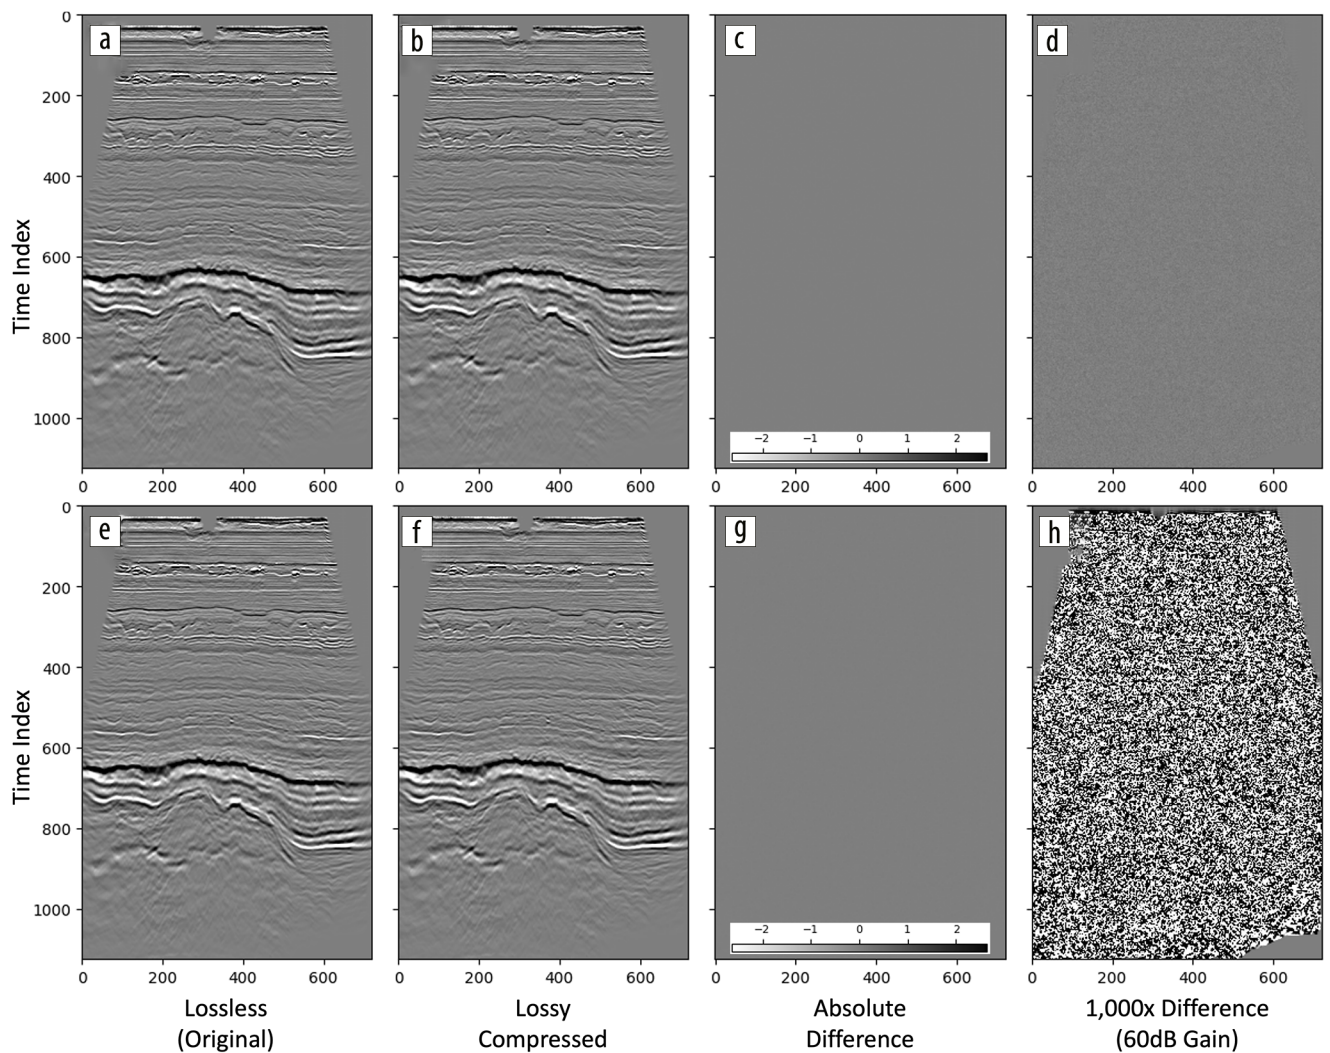 a
b
c
d
0
200
400
600
800
1000
Time Index
−2 −1 0 1 2
0 200 400 600
0 200 400 600
0 200 400 600
0 200 400 600
e
f
g
h
0
200
400
600
800
1000
Time Index
−2 −1 0 1 2
0 200 400 600
0 200 400 600
0 200 400 600
0 200 400 600
Lossless
(Original)
Lossy
Compressed
Absolute
Difference
1,000x Difference
(60dB Gain)